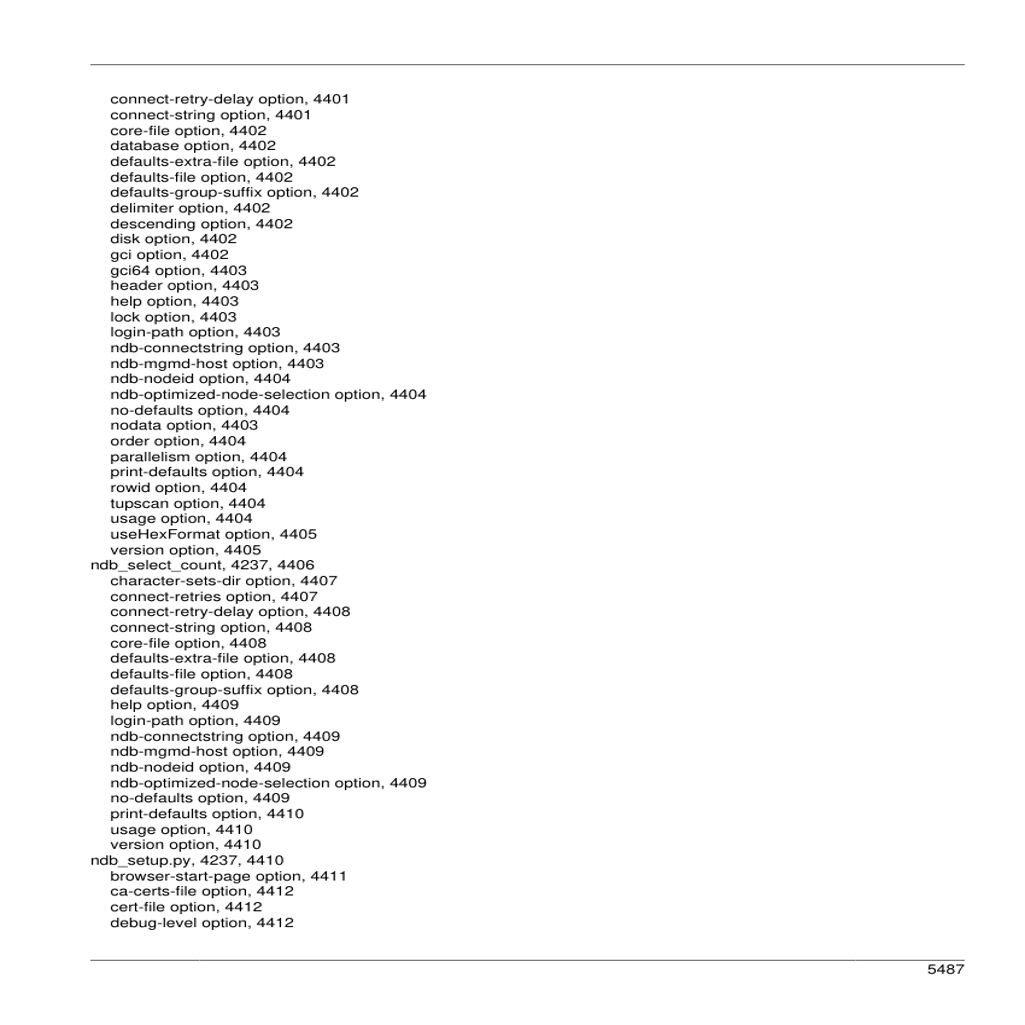 connect-retry-delay option, 4401
connect-string option, 4401
core-file option, 4402
database option, 4402
defaults-extra-file option, 4402
defaults-file option, 4402
defaults-group-suffix option, 4402
delimiter option, 4402
descending option, 4402
disk option, 4402
gci option, 4402
gci64 option, 4403
header option, 4403
help option, 4403
lock option, 4403
login-path option, 4403
ndb-connectstring option, 4403
ndb-mgmd-host option, 4403
ndb-nodeid option, 4404
ndb-optimized-node-selection option, 4404
no-defaults option, 4404
nodata option, 4403
order option, 4404
parallelism option, 4404
print-defaults option, 4404
rowid option, 4404
tupscan option, 4404
usage option, 4404
useHexFormat option, 4405
version option, 4405
ndb_select_count, 4237, 4406
character-sets-dir option, 4407
connect-retries option, 4407
connect-retry-delay option, 4408
connect-string option, 4408
core-file option, 4408
defaults-extra-file option, 4408
defaults-file option, 4408
defaults-group-suffix option, 4408
help option, 4409
login-path option, 4409
ndb-connectstring option, 4409
ndb-mgmd-host option, 4409
ndb-nodeid option, 4409
ndb-optimized-node-selection option, 4409
no-defaults option, 4409
print-defaults option, 4410
usage option, 4410
version option, 4410
ndb_setup.py, 4237, 4410
browser-start-page option, 4411
ca-certs-file option, 4412
cert-file option, 4412
debug-level option, 4412
5487